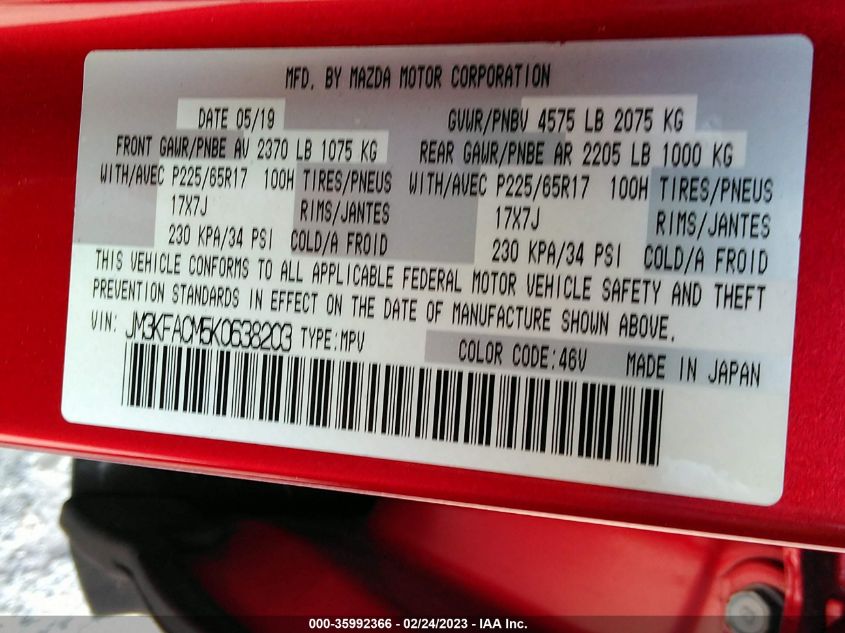 MFD. BY MAZDA MOTOR CORPORATION
DATE 05/19 GVWR/PNBV 4575 LB 2075 KG
FRONT GAWR/PNBE AV 2370 LB 1075 KG REAR GAWR/PNBE AR 2205 LB 1000 KG
WITH/AVEC P225/65R17 100H TIRES/PNEUS WITH/AVEC P225/65R17 100H TIRES/PNEUS
17X7J RIMS/JANTES 17X7J RIMS/JANTES
230 KPA/34 PSI COLD/A FROID 230 KPA/34 PSI COLD/A FROID
THIS VEHICLE CONFORMS TO ALL APPLICABLE FEDERAL MOTOR VEHICLE SAFETY AND THEFT
PREVENTION STANDARDS IN EFFECT ON THE DATE OF MANUFACTURE SHOWN ABOVE.
VIN: JM3KFACM5K0638203 TYPE:MPV
COLOR CODE:46V MADE IN JAPAN
000-35992366 - 02/24/2023 - IAA Inc.